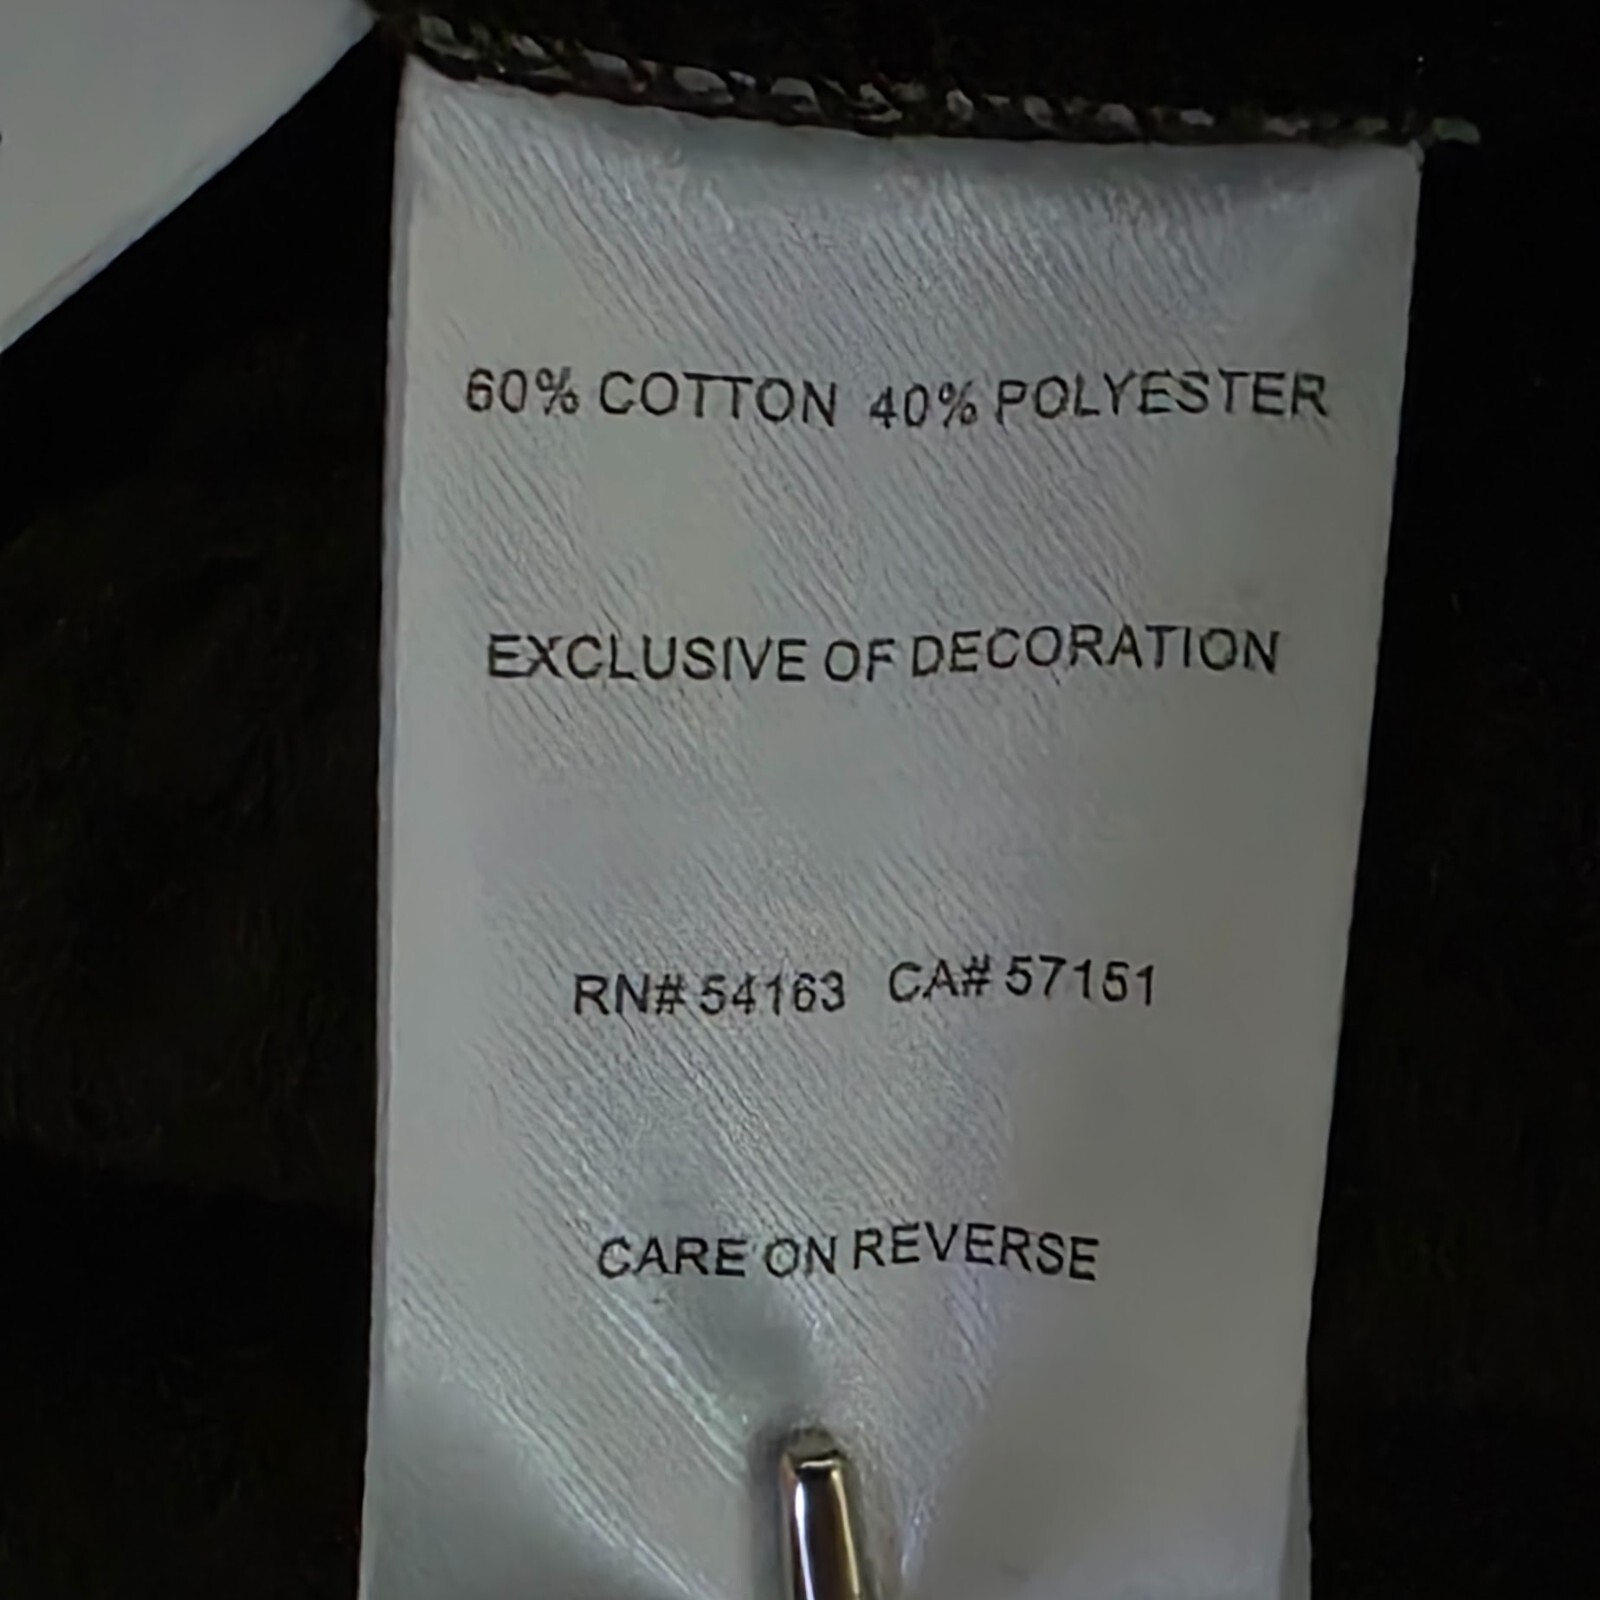 60% COTTON 40% POLYESTER
EXCLUSIVE OF DECORATION
RN# 54163 CA# 57151
CARE ON REVERSE